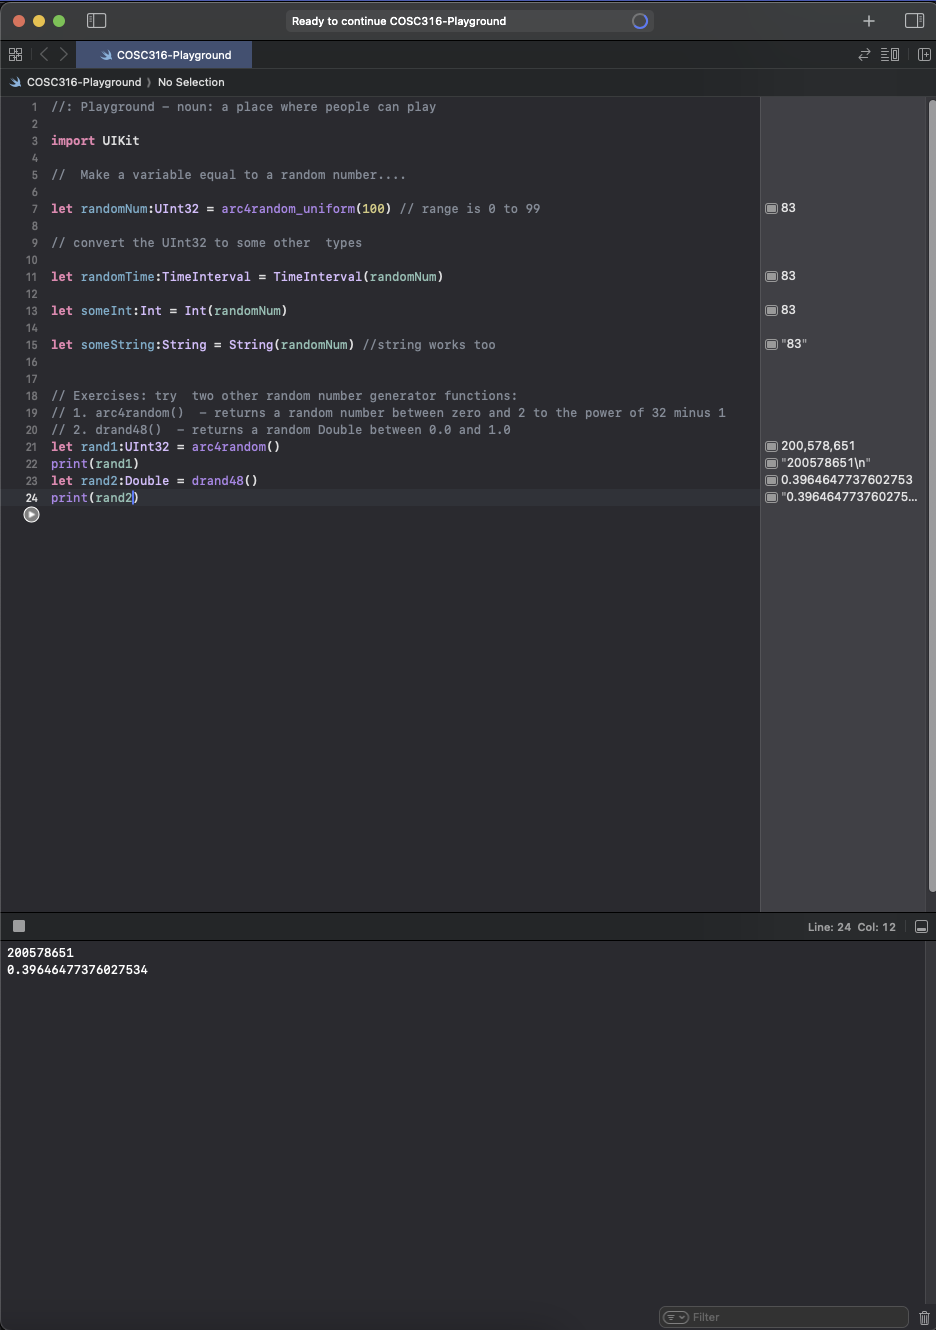 Ready to continue COSC316-Playground
COSC316-Playground
COSC316-Playground ⟩ No Selection
1 //: Playground - noun: a place where people can play
2
3 import UIKit
4
5 //  Make a variable equal to a random number....
6
7 let randomNum:UInt32 = arc4random_uniform(100) // range is 0 to 99 83
8
9 // convert the UInt32 to some other  types
10
11 let randomTime:TimeInterval = TimeInterval(randomNum) 83
12
13 let someInt:Int = Int(randomNum) 83
14
15 let someString:String = String(randomNum) //string works too "83"
16
17
18 // Exercises: try  two other random number generator functions:
19 // 1. arc4random()  - returns a random number between zero and 2 to the power of 32 minus 1
20 // 2. drand48()  - returns a random Double between 0.0 and 1.0
21 let rand1:UInt32 = arc4random() 200,578,651
22 print(rand1) "200578651\n"
23 let rand2:Double = drand48() 0.3964647737602753
24 print(rand2) "0.396464773760275...
Line: 24 Col: 12
200578651
0.39646477376027534
Filter